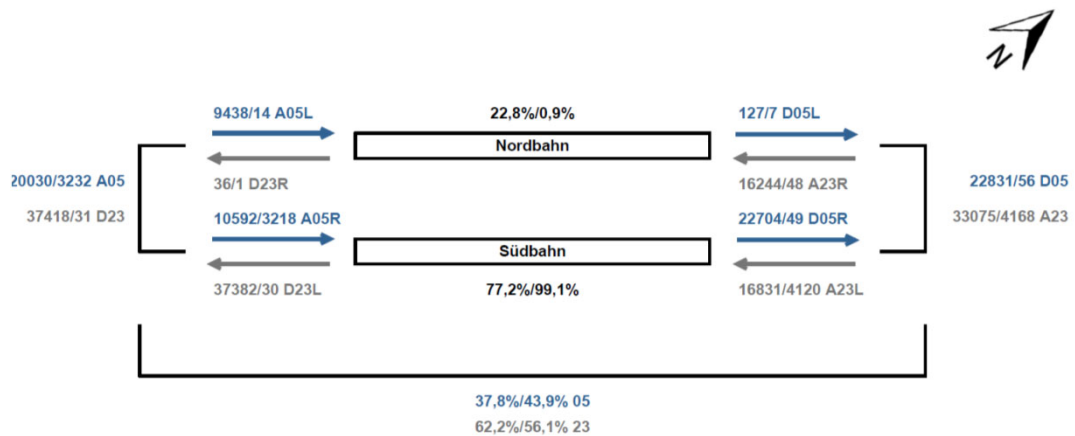 N
9438/14 A05L
22,8%/0,9%
127/7 D05L
Nordbahn
20030/3232 A05
36/1 D23R
16244/48 A23R
22831/56 D05
37418/31 D23
10592/3218 A05R
22704/49 D05R
33075/4168 A23
Südbahn
37382/30 D23L
77,2%/99,1%
16831/4120 A23L
37,8%/43,9% 05
62,2%/56,1% 23